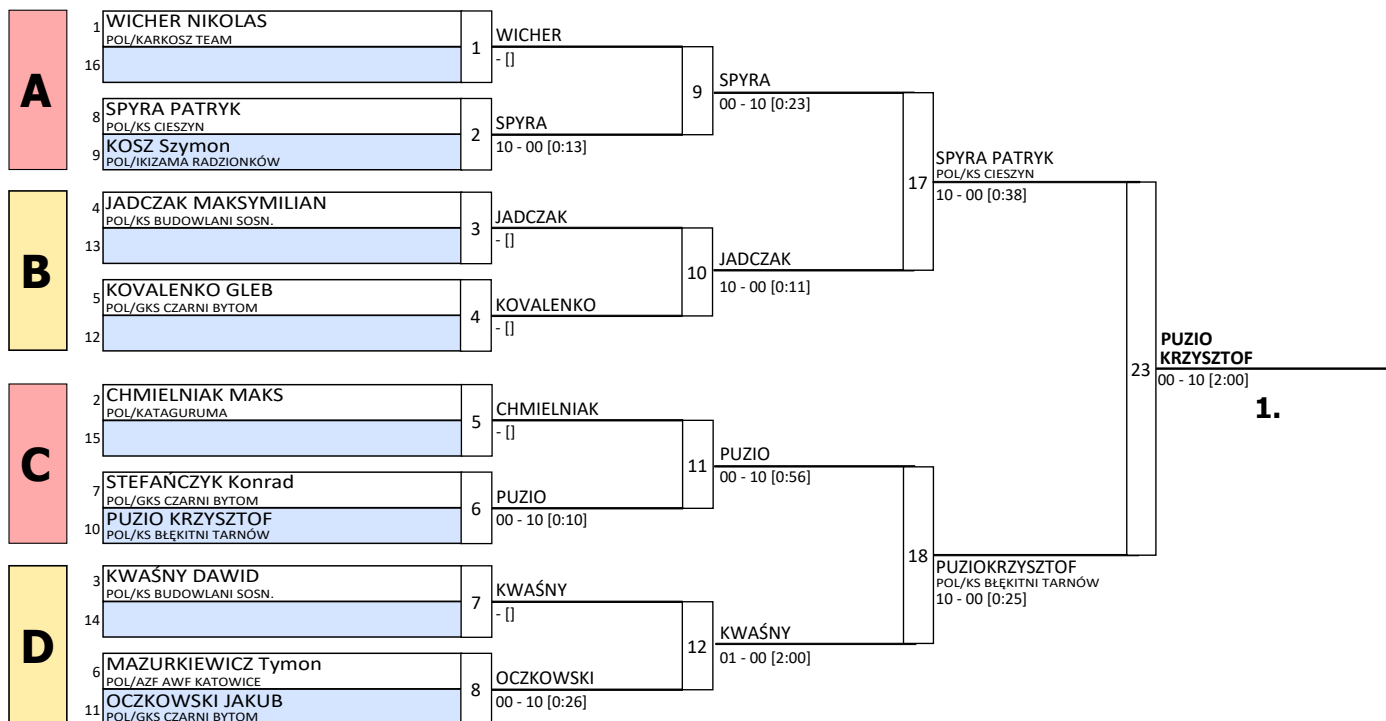 A
1 WICHER NIKOLAS
POL/KARKOSZ TEAM
16
1
WICHER
- []
8 SPYRA PATRYK
POL/KS CIESZYN
9 KOSZ Szymon
POL/IKIZAMA RADZIONKÓW
2
SPYRA
10 - 00 [0:13]
9
SPYRA
00 - 10 [0:23]
B
4 JADCZAK MAKSYMILIAN
POL/KS BUDOWLANI SOSN.
13
3
JADCZAK
- []
5 KOVALENKO GLEB
POL/GKS CZARNI BYTOM
12
4
KOVALENKO
- []
10
JADCZAK
10 - 00 [0:11]
17
SPYRA PATRYK
POL/KS CIESZYN
10 - 00 [0:38]
C
2 CHMIELNIAK MAKS
POL/KATAGURUMA
15
5
CHMIELNIAK
- []
7 STEFAŃCZYK Konrad
POL/GKS CZARNI BYTOM
10 PUZIO KRZYSZTOF
POL/KS BŁĘKITNI TARNÓW
6
PUZIO
00 - 10 [0:10]
11
PUZIO
00 - 10 [0:56]
D
3 KWAŚNY DAWID
POL/KS BUDOWLANI SOSN.
14
7
KWAŚNY
- []
6 MAZURKIEWICZ Tymon
POL/AZF AWF KATOWICE
11 OCZKOWSKI JAKUB
POL/GKS CZARNI BYTOM
8
OCZKOWSKI
00 - 10 [0:26]
12
KWAŚNY
01 - 00 [2:00]
18
PUZIOKRZYSZTOF
POL/KS BŁĘKITNI TARNÓW
10 - 00 [0:25]
23
PUZIO
KRZYSZTOF
00 - 10 [2:00]
1.